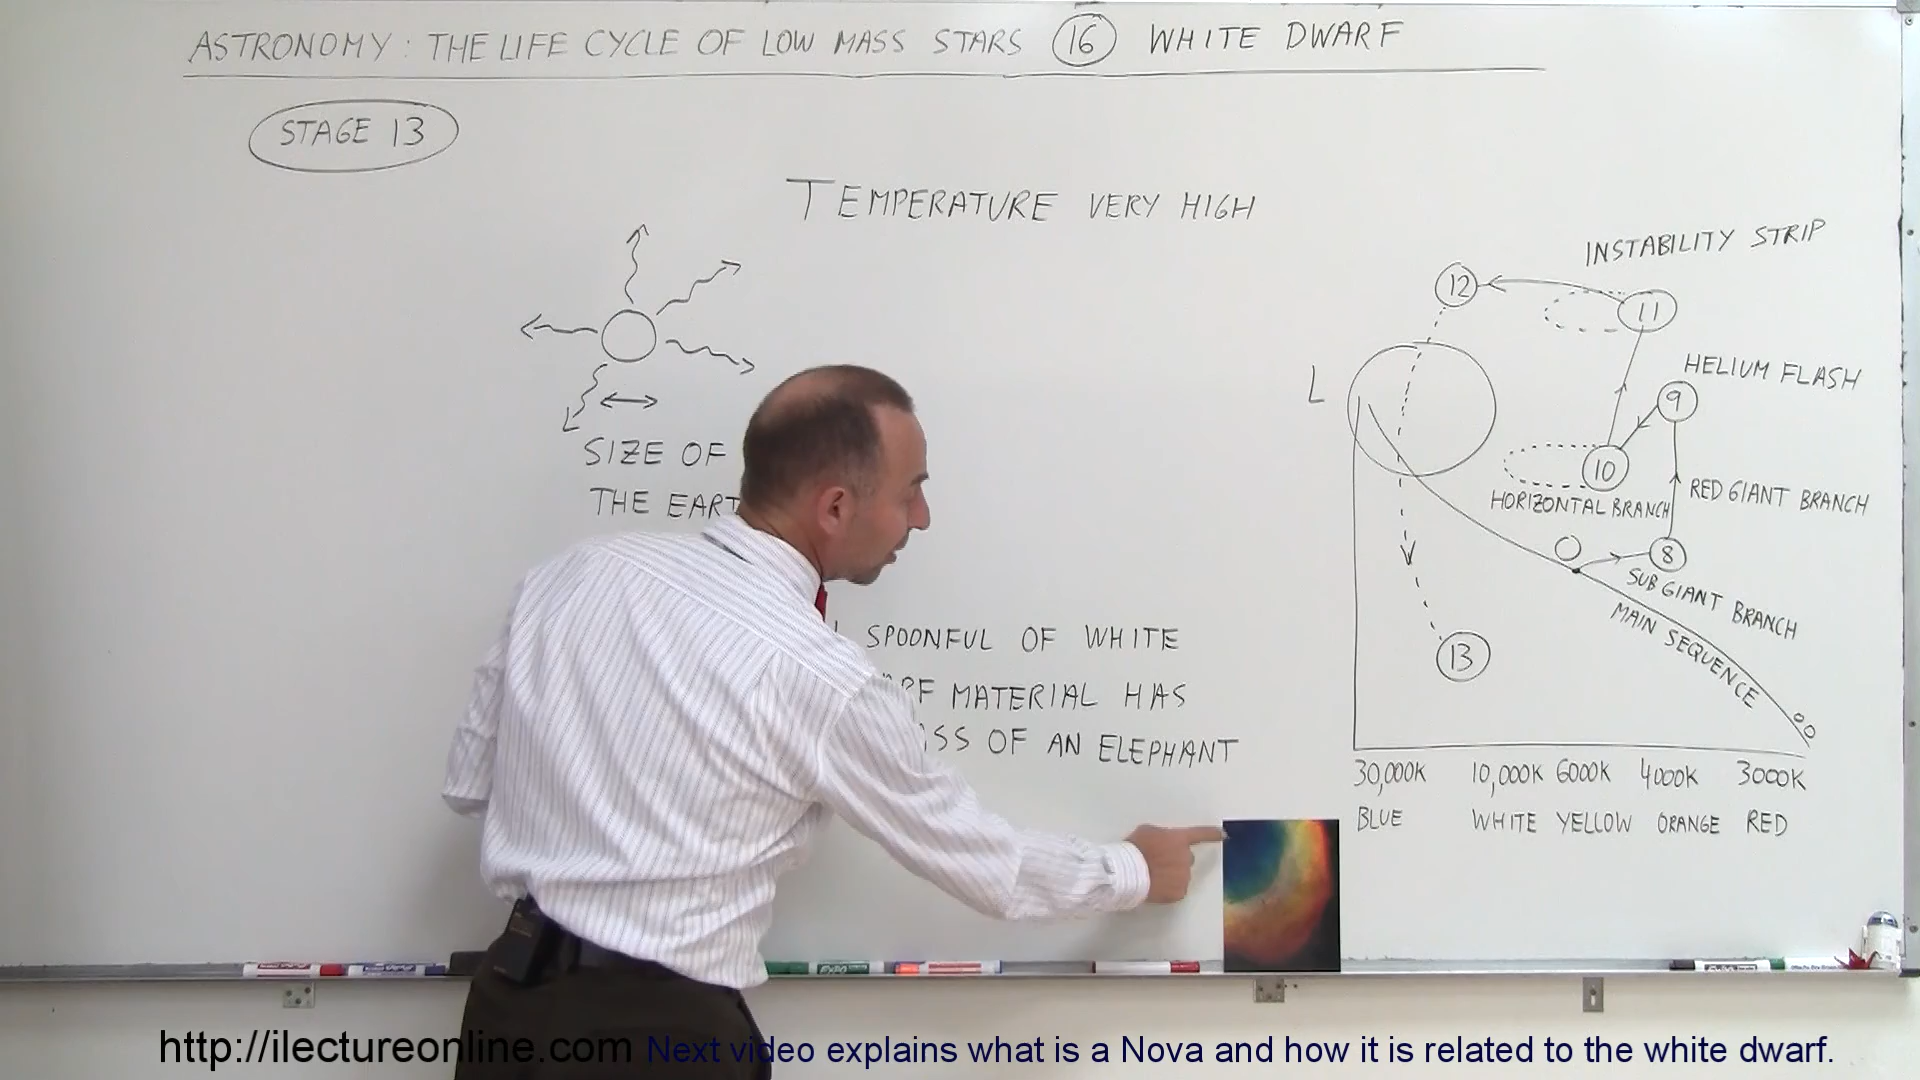 ASTRONOMY: THE LIFE CYCLE OF LOW MASS STARS 16 WHITE DWARF
STAGE 13
TEMPERATURE VERY HIGH
SIZE OF
THE EART
SPOONFUL OF WHITE
MATERIAL HAS
OF AN ELEPHANT
INSTABILITY STRIP
12
11
L
HELIUM FLASH
9
10
HORIZONTAL BRANCH
RED GIANT BRANCH
8
SUB GIANT BRANCH
MAIN SEQUENCE
13
30,000K 10,000K 6000K 4000K 3000K
BLUE WHITE YELLOW ORANGE RED
EXPO
http://ilectureonline.com Next video explains what is a Nova and how it is related to the white dwarf.